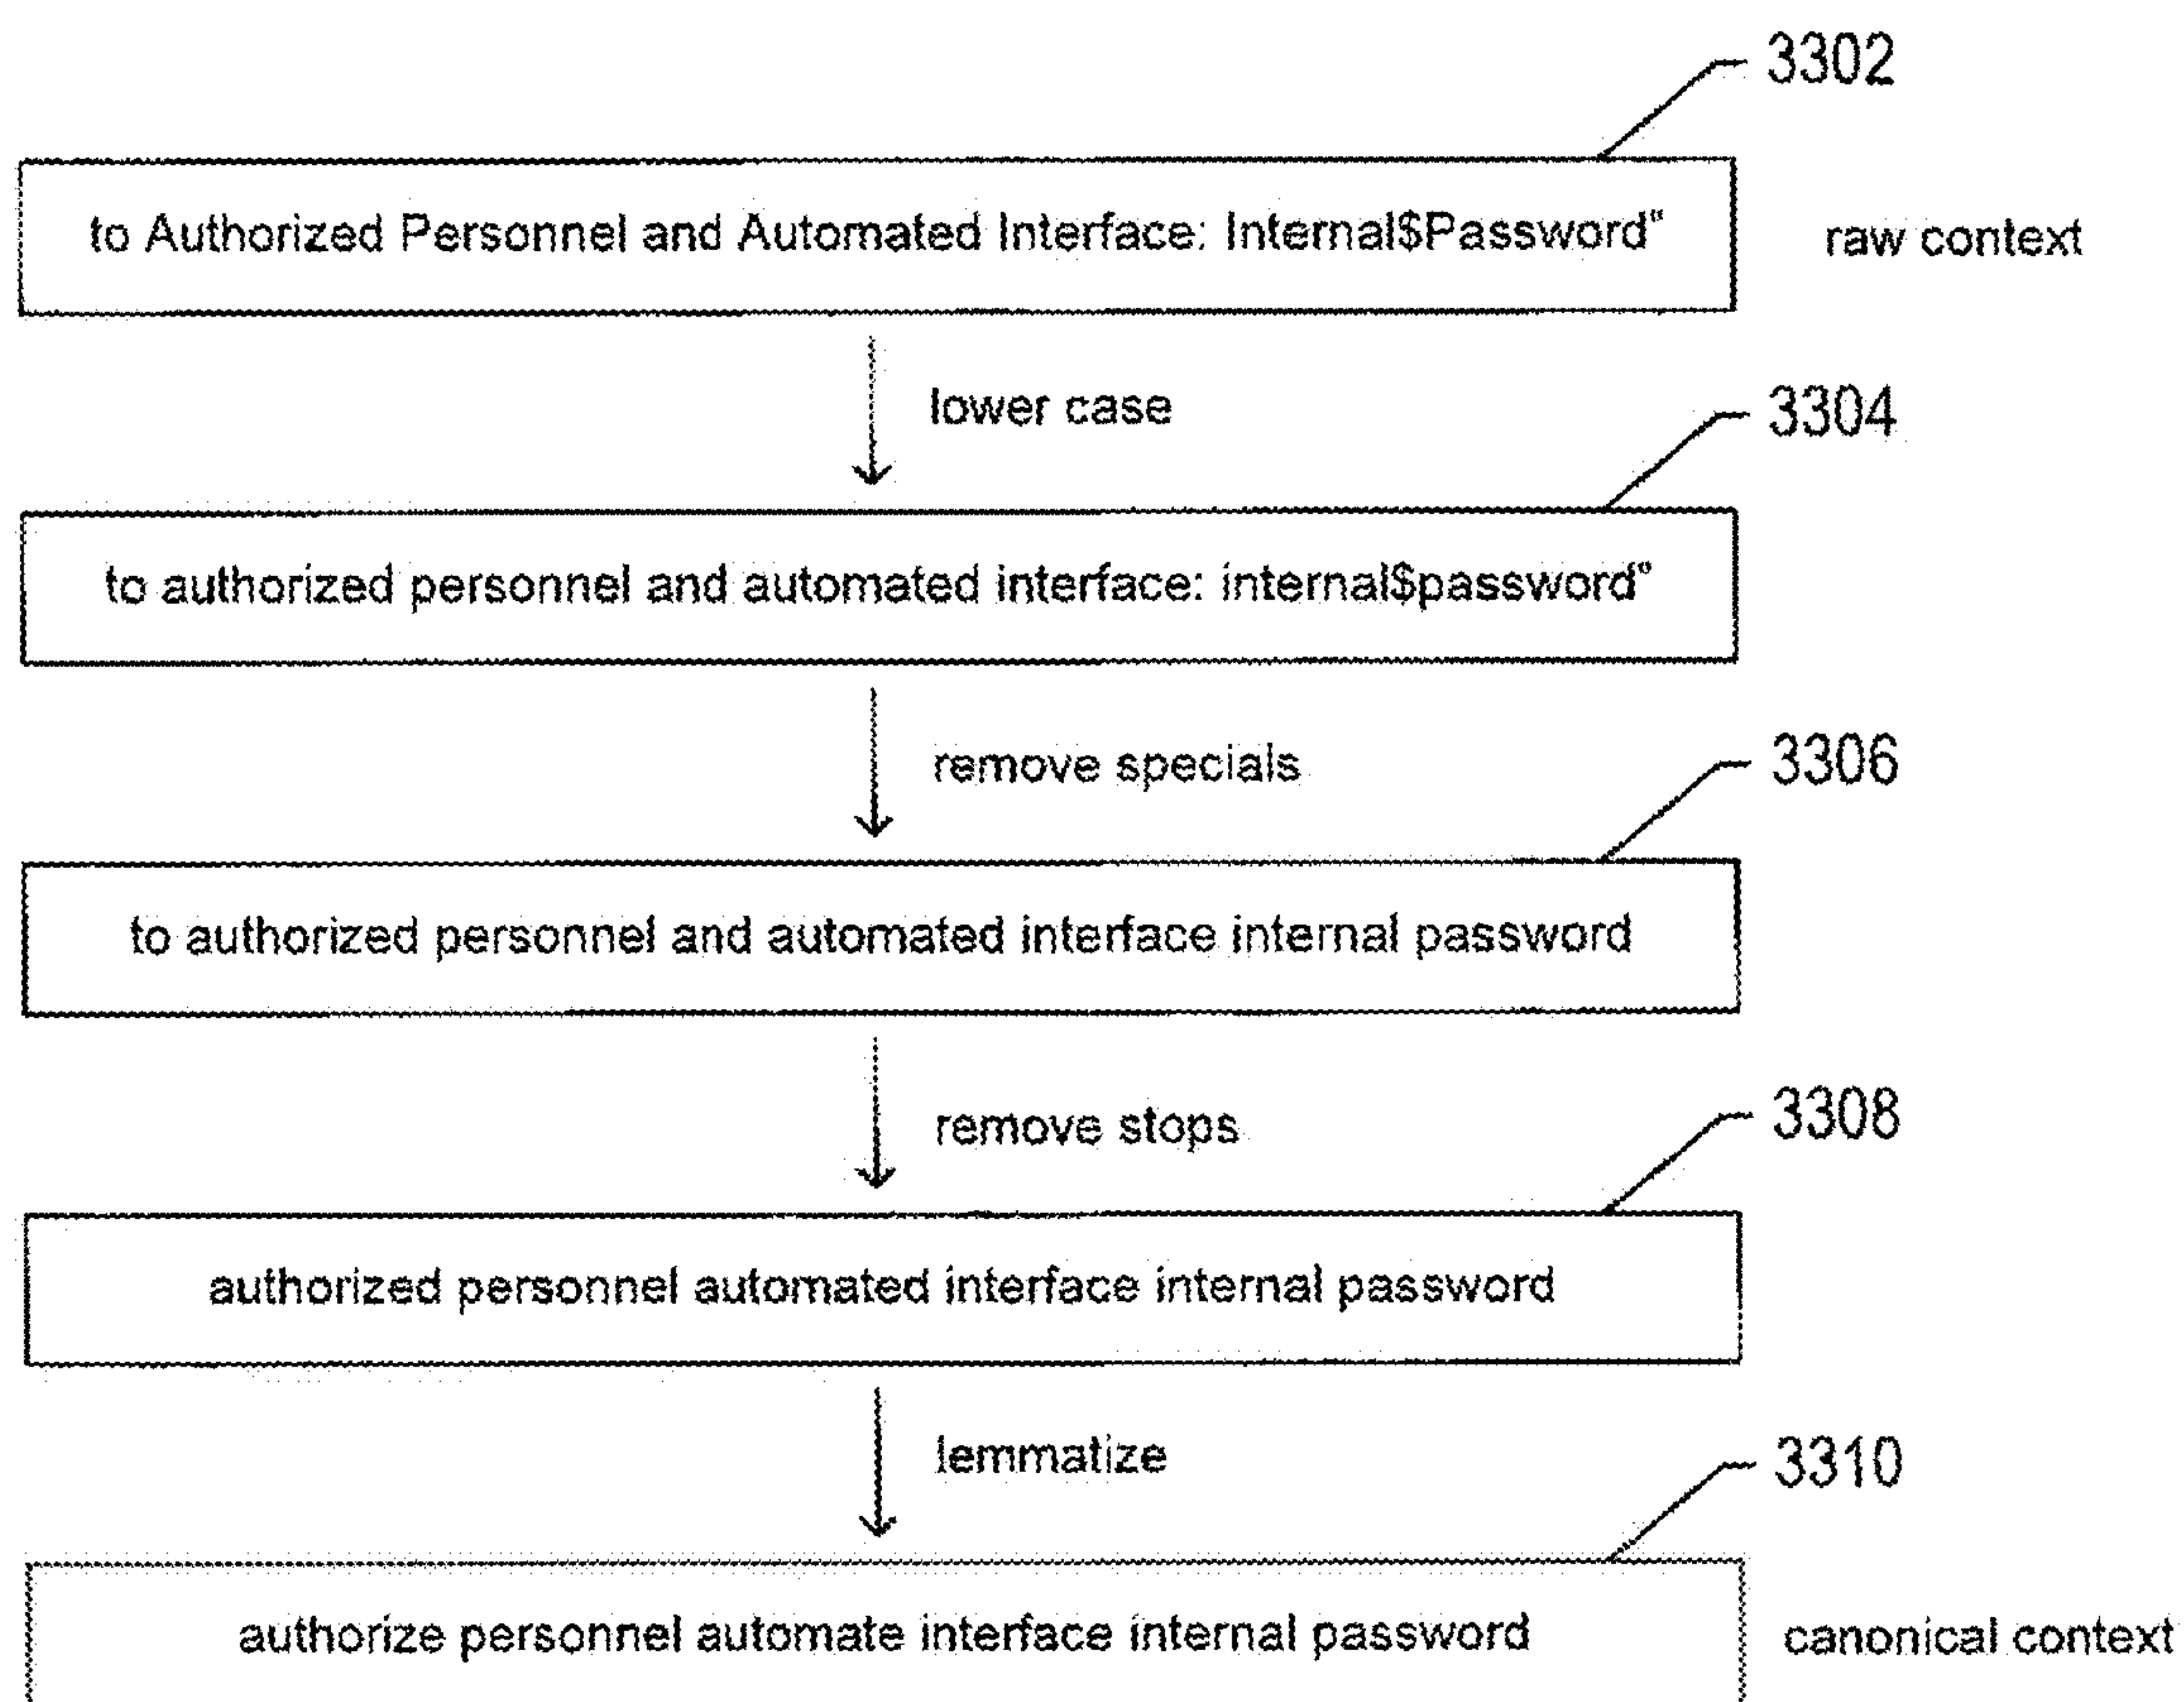 3302
to Authorized Personnel and Automated Interface: Internal$Password“
raw context
lower case
3304
to authorized personnel and automated interface: internal$password“
remove specials
3306
to authorized personnel and automated interface internal password
remove stops
3308
authorized personnel automated interface internal password
lemmatize
3310
authorize personnel automate interface internal password
canonical context